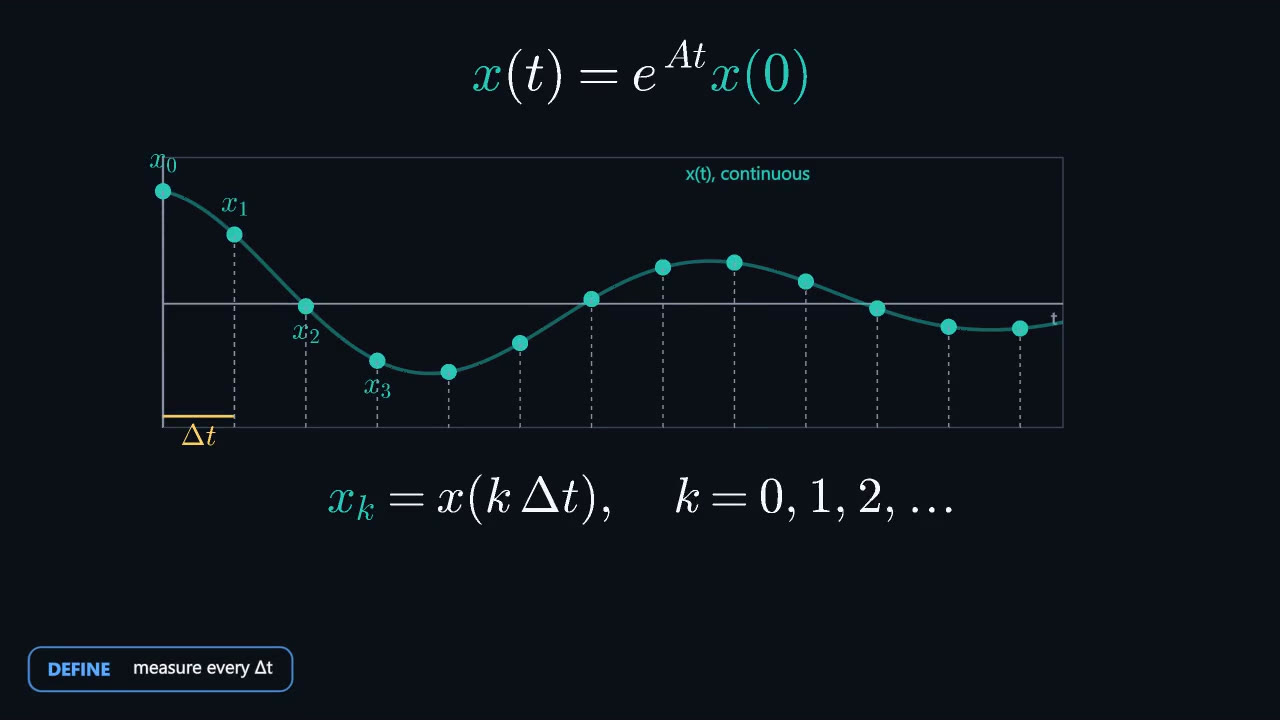 x(t) = e^{At}x(0)
x_0
x(t), continuous
x_1
t
x_2
x_3
Δt
x_k = x(k Δt),    k = 0, 1, 2, …
DEFINE measure every Δt